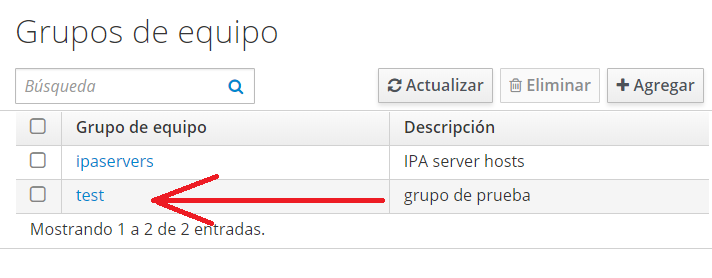 Grupos de equipo
Búsqueda Actualizar Eliminar Agregar
Grupo de equipo Descripción
ipaservers IPA server hosts
test grupo de prueba
Mostrando 1 a 2 de 2 entradas.